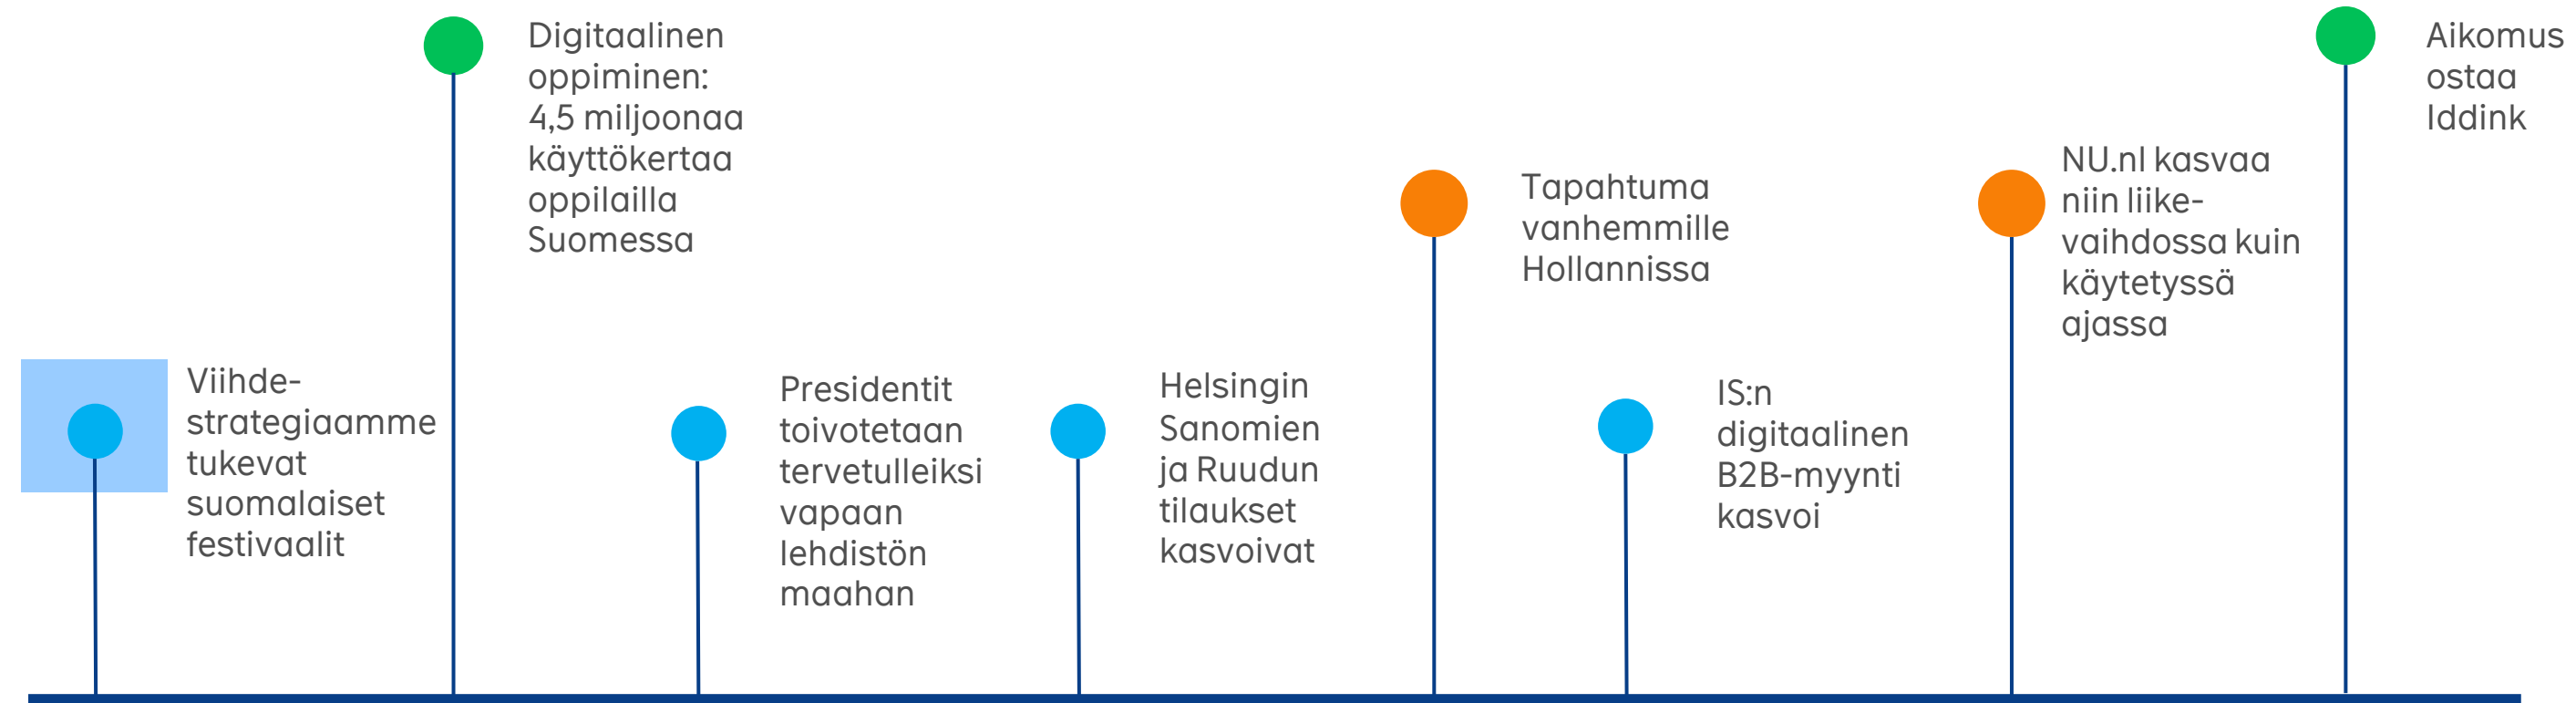 Viihde-
strategiaamme
tukevat
suomalaiset
festivaalit
Digitaalinen
oppiminen:
4,5 miljoonaa
käyttökertaa
oppilailla
Suomessa
Presidentit
toivotetaan
tervetulleiksi
vapaan
lehdistön
maahan
Helsingin
Sanomien
ja Ruudun
tilaukset
kasvoivat
Tapahtuma
vanhemmille
Hollannissa
IS:n
digitaalinen
B2B-myynti
kasvoi
NU.nl kasvaa
niin liike-
vaihdossa kuin
käytetyssä
ajassa
Aikomus
ostaa
Iddink